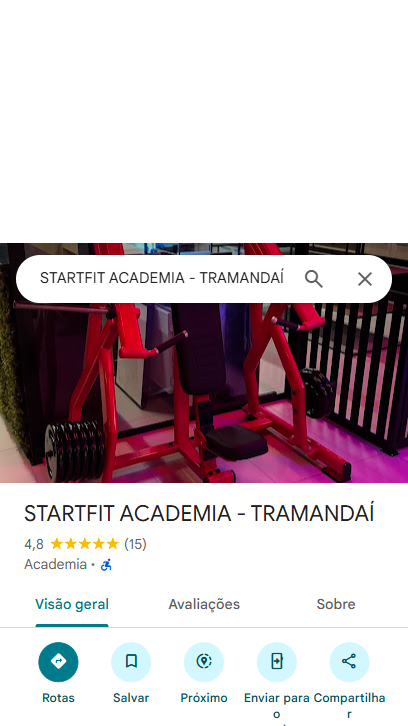 STARTFIT ACADEMIA - TRAMANDAÍ
STARTFIT ACADEMIA - TRAMANDAÍ
4,8 ★★★★★ (15)
Academia ·
Visão geral
Avaliações
Sobre
Rotas
Salvar
Próximo
Enviar para
o
Compartilha
r